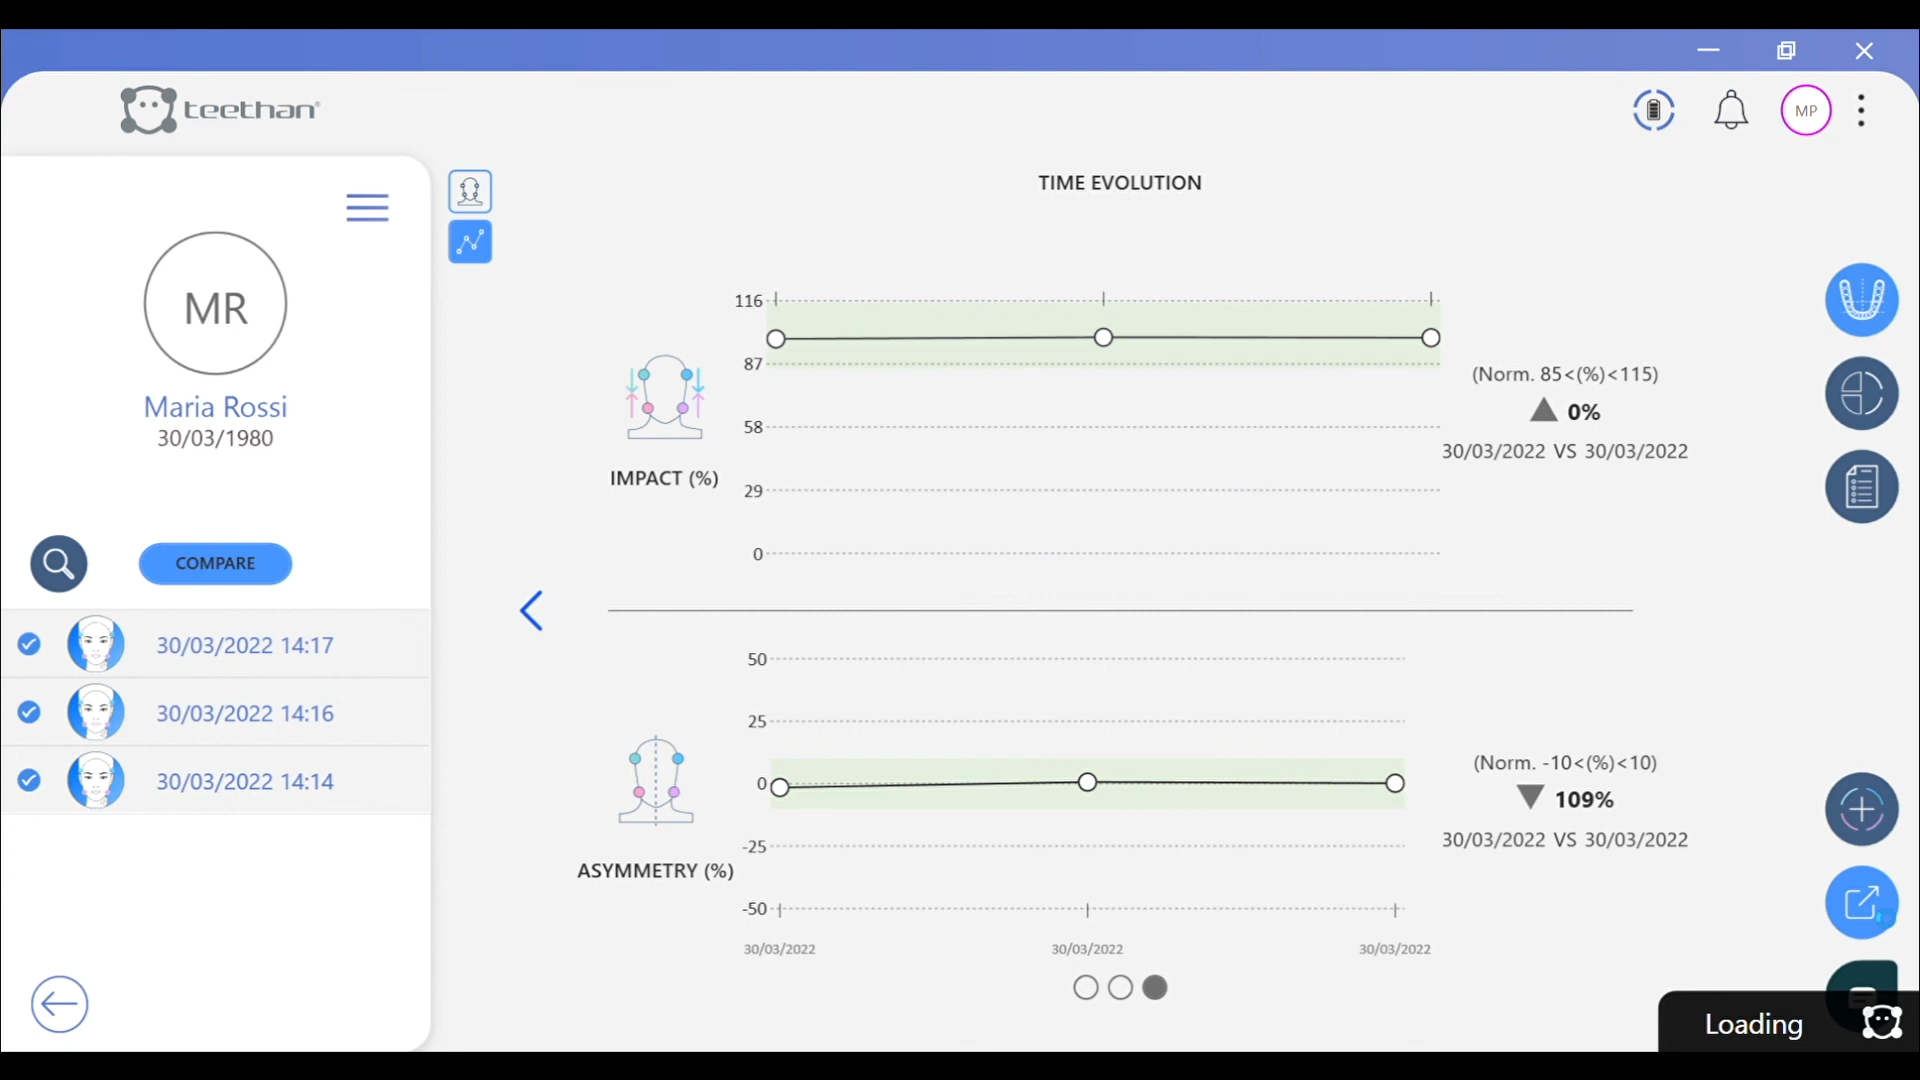 teethan®
MP
TIME EVOLUTION
MR
Maria Rossi
30/03/1980
COMPARE
30/03/2022 14:17
30/03/2022 14:16
30/03/2022 14:14
116
87
58
29
0
IMPACT (%)
(Norm. 85<(%)<115)
0%
30/03/2022 VS 30/03/2022
50
25
0
-25
-50
ASYMMETRY (%)
(Norm. -10<(%)<10)
109%
30/03/2022 VS 30/03/2022
30/03/2022 30/03/2022 30/03/2022
Loading